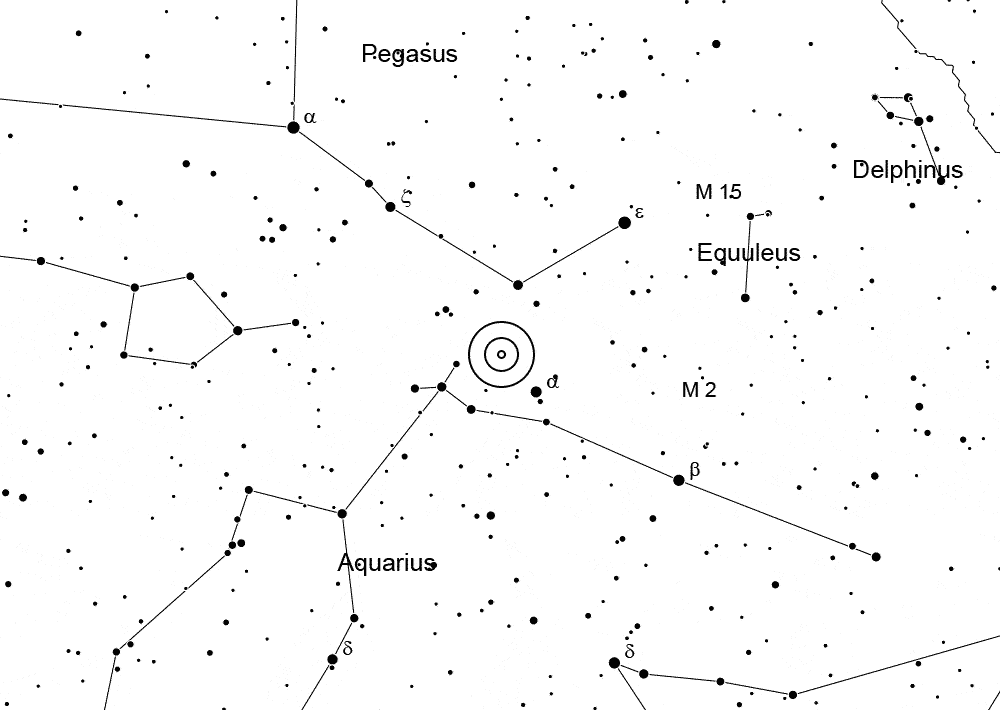 Pegasus
α
Delphinus
M 15
ζ
ε
Equuleus
α
M 2
β
Aquarius
δ
δ